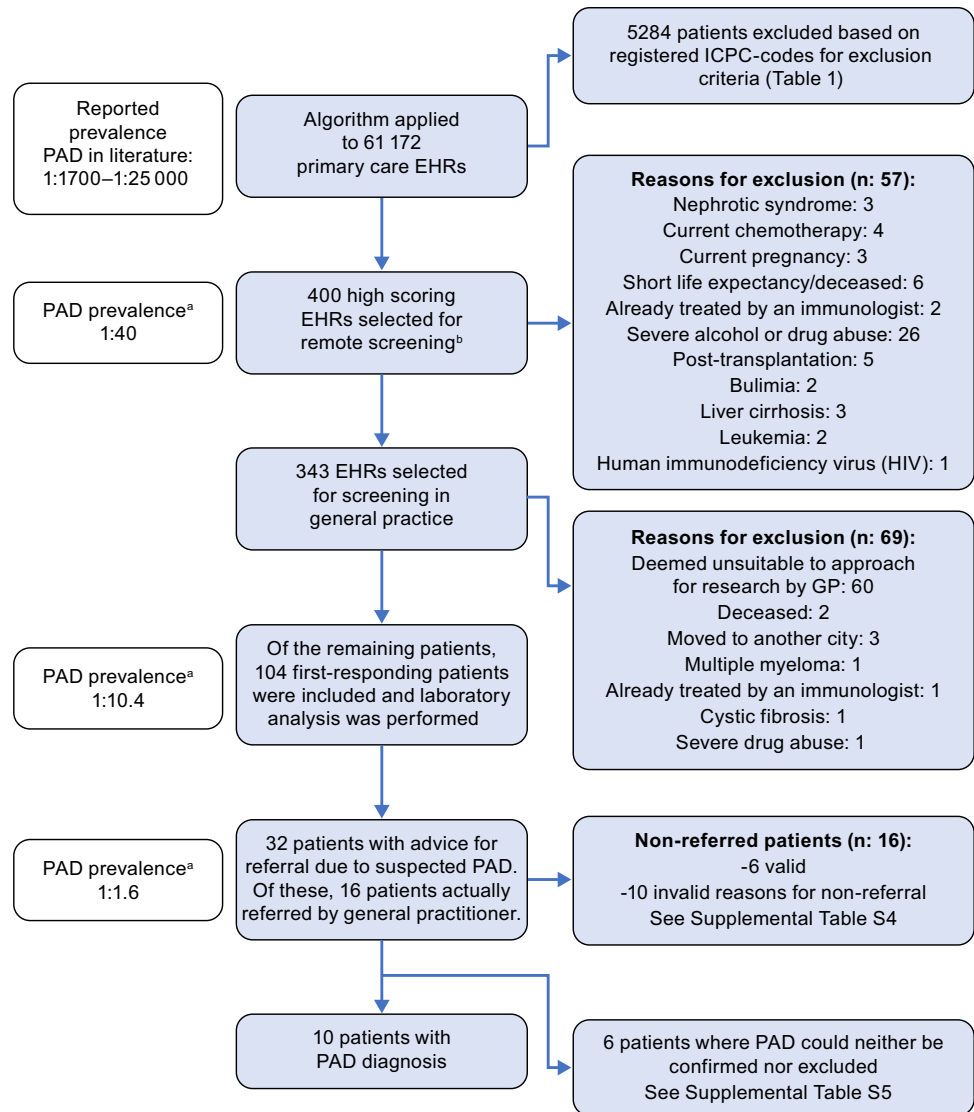 5284 patients excluded based on
registered ICPC-codes for exclusion
criteria (Table 1)
Reported
prevalence
PAD in literature:
1:1700–1:25 000
Algorithm applied
to 61 172
primary care EHRs
Reasons for exclusion (n: 57):
Nephrotic syndrome: 3
Current chemotherapy: 4
Current pregnancy: 3
Short life expectancy/deceased: 6
Already treated by an immunologist: 2
Severe alcohol or drug abuse: 26
Post-transplantation: 5
Bulimia: 2
Liver cirrhosis: 3
Leukemia: 2
Human immunodeficiency virus (HIV): 1
PAD prevalenceᵃ
1:40
400 high scoring
EHRs selected for
remote screeningᵇ
343 EHRs selected
for screening in
general practice
Reasons for exclusion (n: 69):
Deemed unsuitable to approach
for research by GP: 60
Deceased: 2
Moved to another city: 3
Multiple myeloma: 1
Already treated by an immunologist: 1
Cystic fibrosis: 1
Severe drug abuse: 1
PAD prevalenceᵃ
1:10.4
Of the remaining patients,
104 first-responding patients
were included and laboratory
analysis was performed
PAD prevalenceᵃ
1:1.6
32 patients with advice for
referral due to suspected PAD.
Of these, 16 patients actually
referred by general practitioner.
Non-referred patients (n: 16):
-6 valid
-10 invalid reasons for non-referral
See Supplemental Table S4
10 patients with
PAD diagnosis
6 patients where PAD could neither be
confirmed nor excluded
See Supplemental Table S5